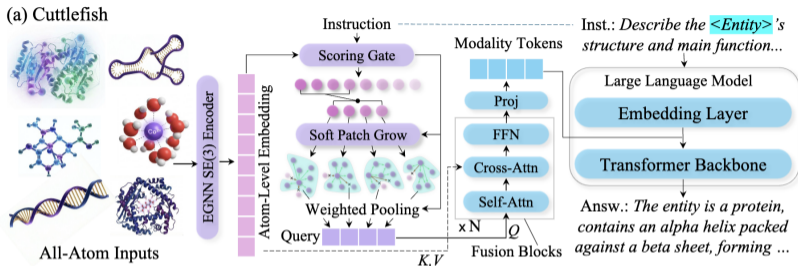 (a) Cuttlefish
All-Atom Inputs
EGNN SE(3) Encoder
Atom-Level Embedding
Instruction
Scoring Gate
Soft Patch Grow
Weighted Pooling
Query
K,V
Q
× N
Fusion Blocks
Self-Attn
Cross-Attn
FFN
Proj
Modality Tokens
Inst.: Describe the <Entity>'s
structure and main function...
Large Language Model
Embedding Layer
Transformer Backbone
Answ.: The entity is a protein,
contains an alpha helix packed
against a beta sheet, forming ...